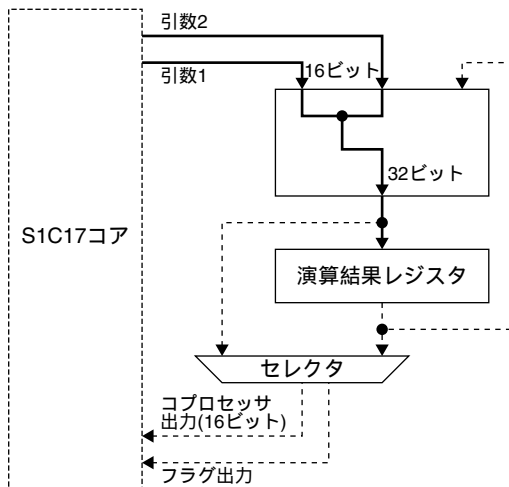 引数2
引数1
16ビット
32ビット
S1C17コア
演算結果レジスタ
セレクタ
コプロセッサ
出力(16ビット)
フラグ出力